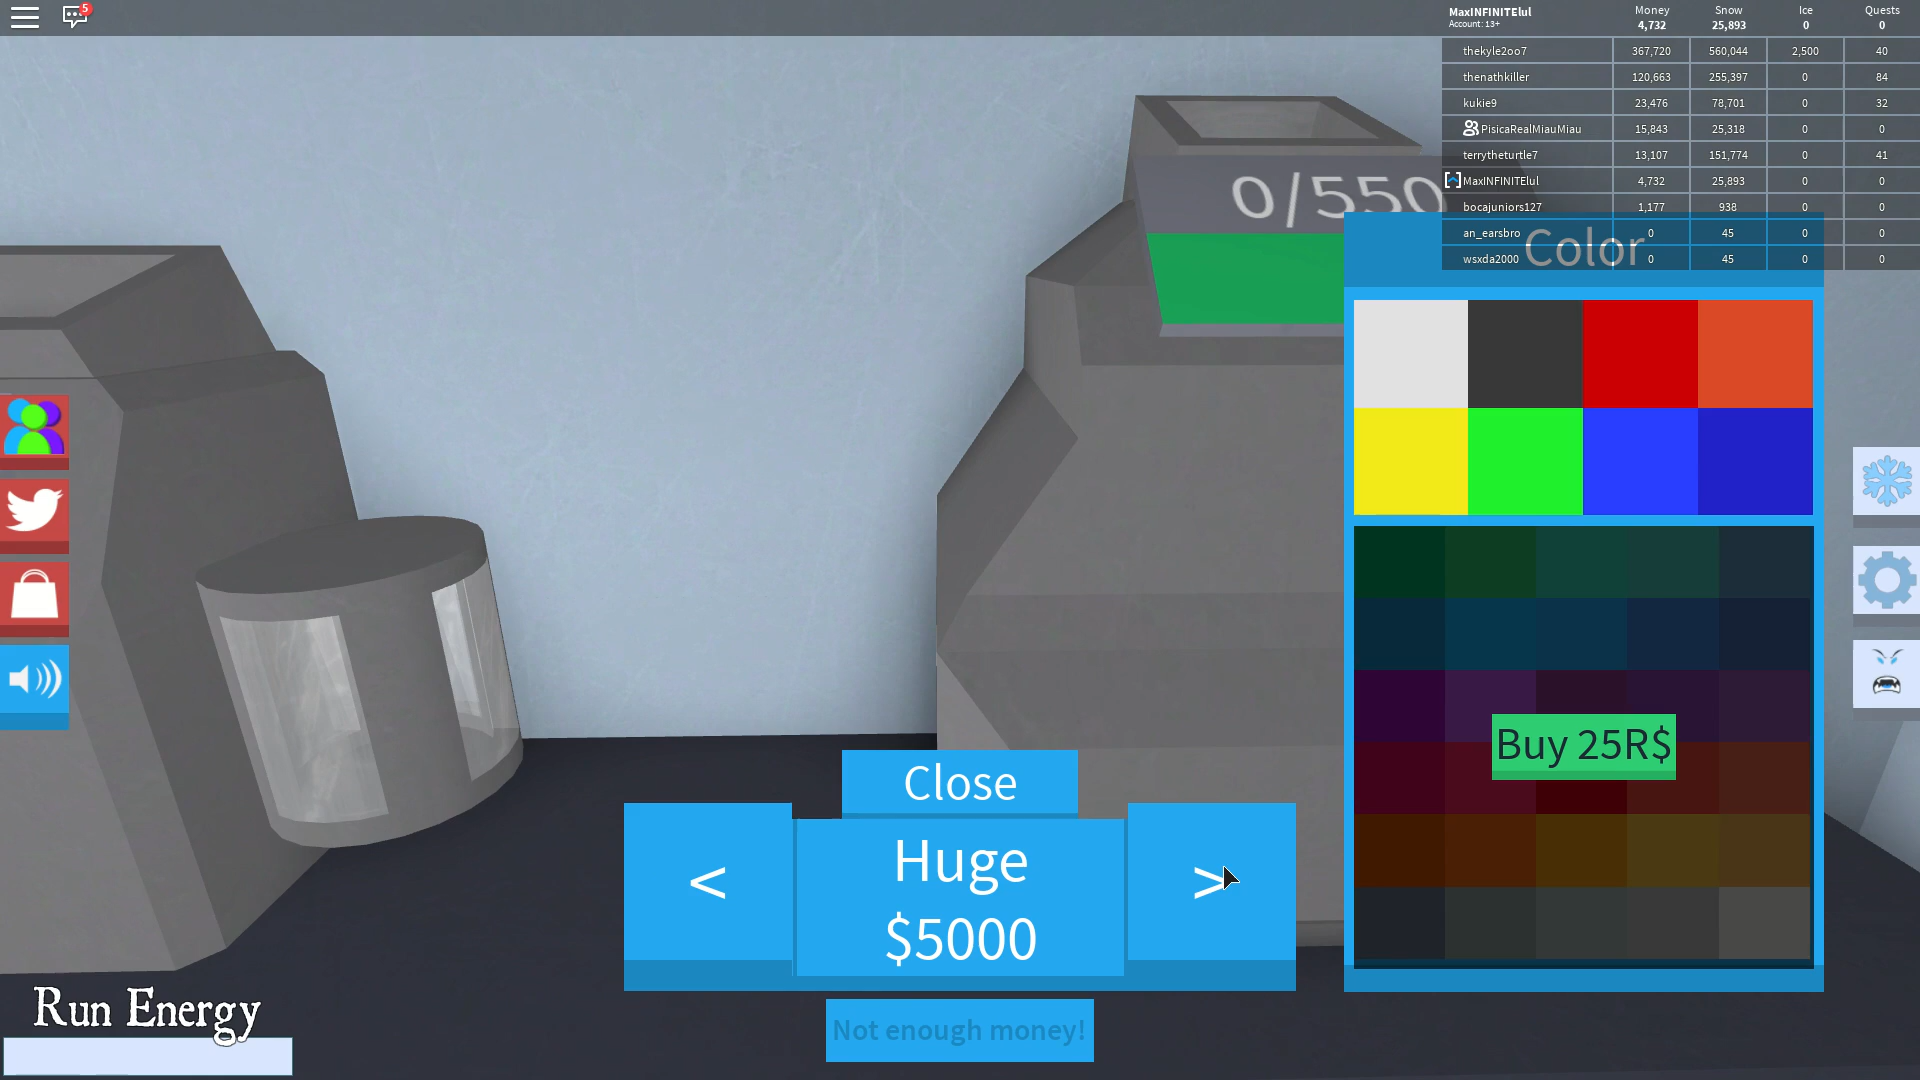 5
MaxINFINITElul
Account: 13+
Money Snow Ice Quests
4,732 25,893 0 0
thekyle2oo7 367,720 560,044 2,500 40
thenathkiller 120,663 255,397 0 84
kukie9 23,476 78,701 0 32
PisicaRealMiauMiau 15,843 25,318 0 0
terrytheturtle7 13,107 151,774 0 41
MaxINFINITElul 4,732 25,893 0 0
bocajuniors127 1,177 938 0 0
an_earsbro 0 45 0 0
wsxda2000 0 45 0 0
0/550
Color
Buy 25R$
Close
<
Huge
$5000
>
Not enough money!
Run Energy